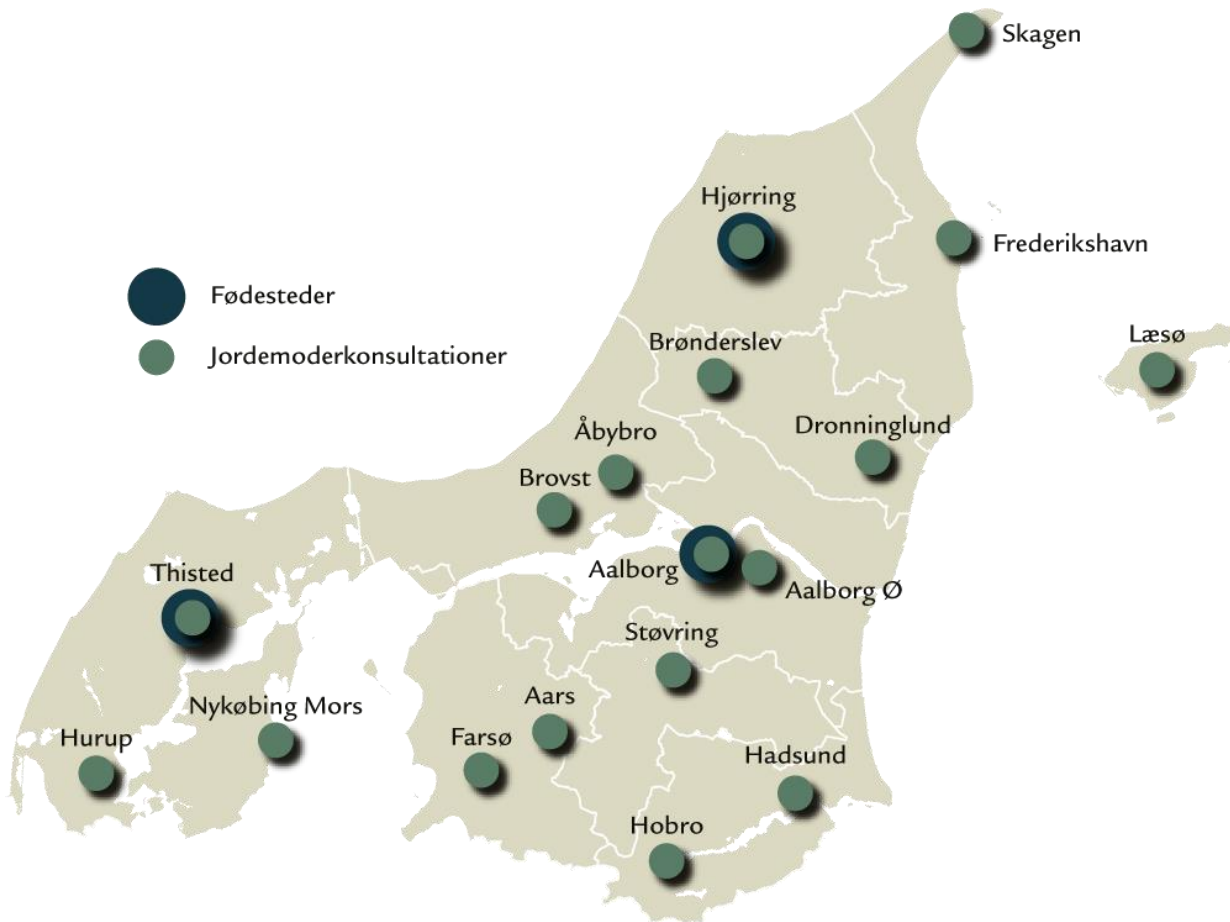 Skagen
Hjørring
Frederikshavn
Fødesteder
Læsø
Brønderslev
Jordemoderkonsultationer
Dronninglund
Åbybro
Brovst
Thisted
Aalborg
Aalborg Ø
Støvring
Aars
Nykøbing Mors
Hurup
Farsø
Hadsund
Hobro